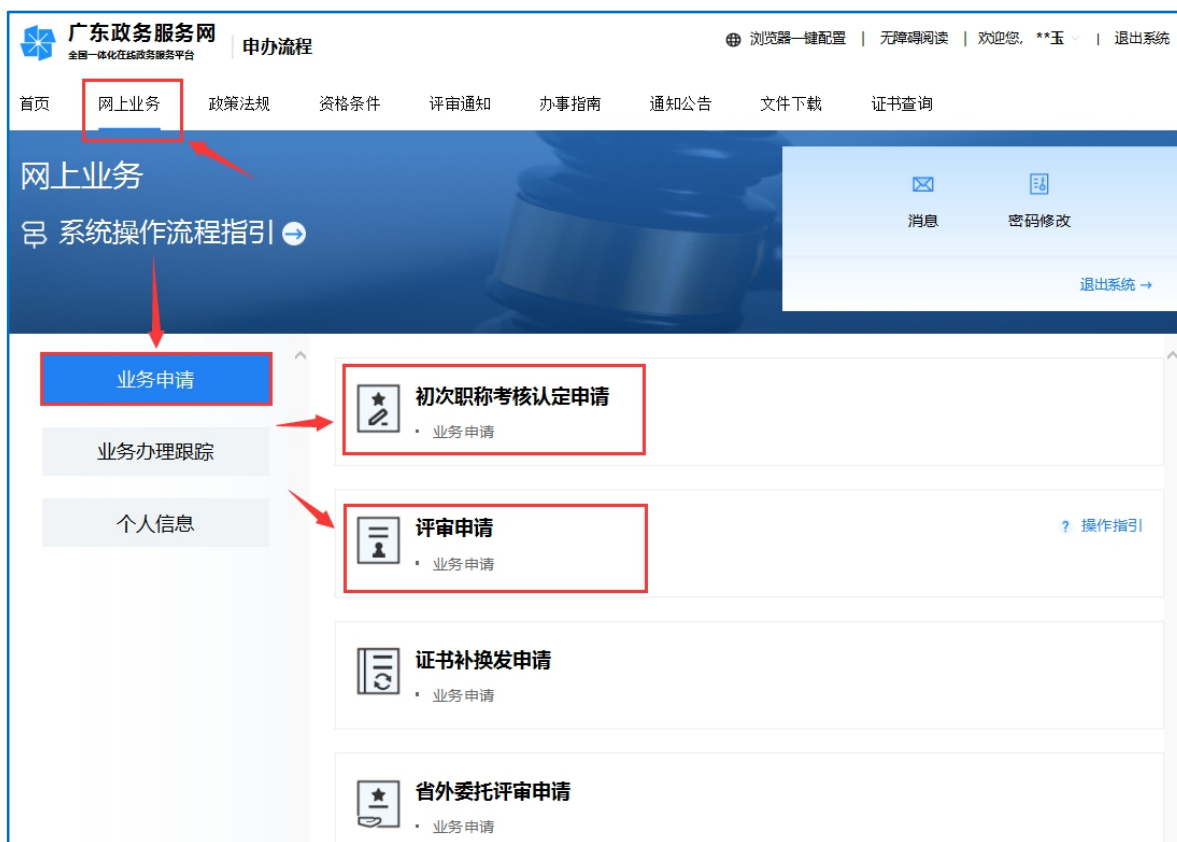 广东政务服务网
全国一体化在线政务服务平台
申办流程
浏览器一键配置 | 无障碍阅读 | 欢迎您, **玉 | 退出系统
首页 网上业务 政策法规 资格条件 评审通知 办事指南 通知公告 文件下载 证书查询
网上业务
系统操作流程指引
消息 密码修改
退出系统→
业务申请
业务办理跟踪
个人信息
初次职称考核认定申请
· 业务申请
评审申请
· 业务申请
? 操作指引
证书补换发申请
· 业务申请
省外委托评审申请
· 业务申请